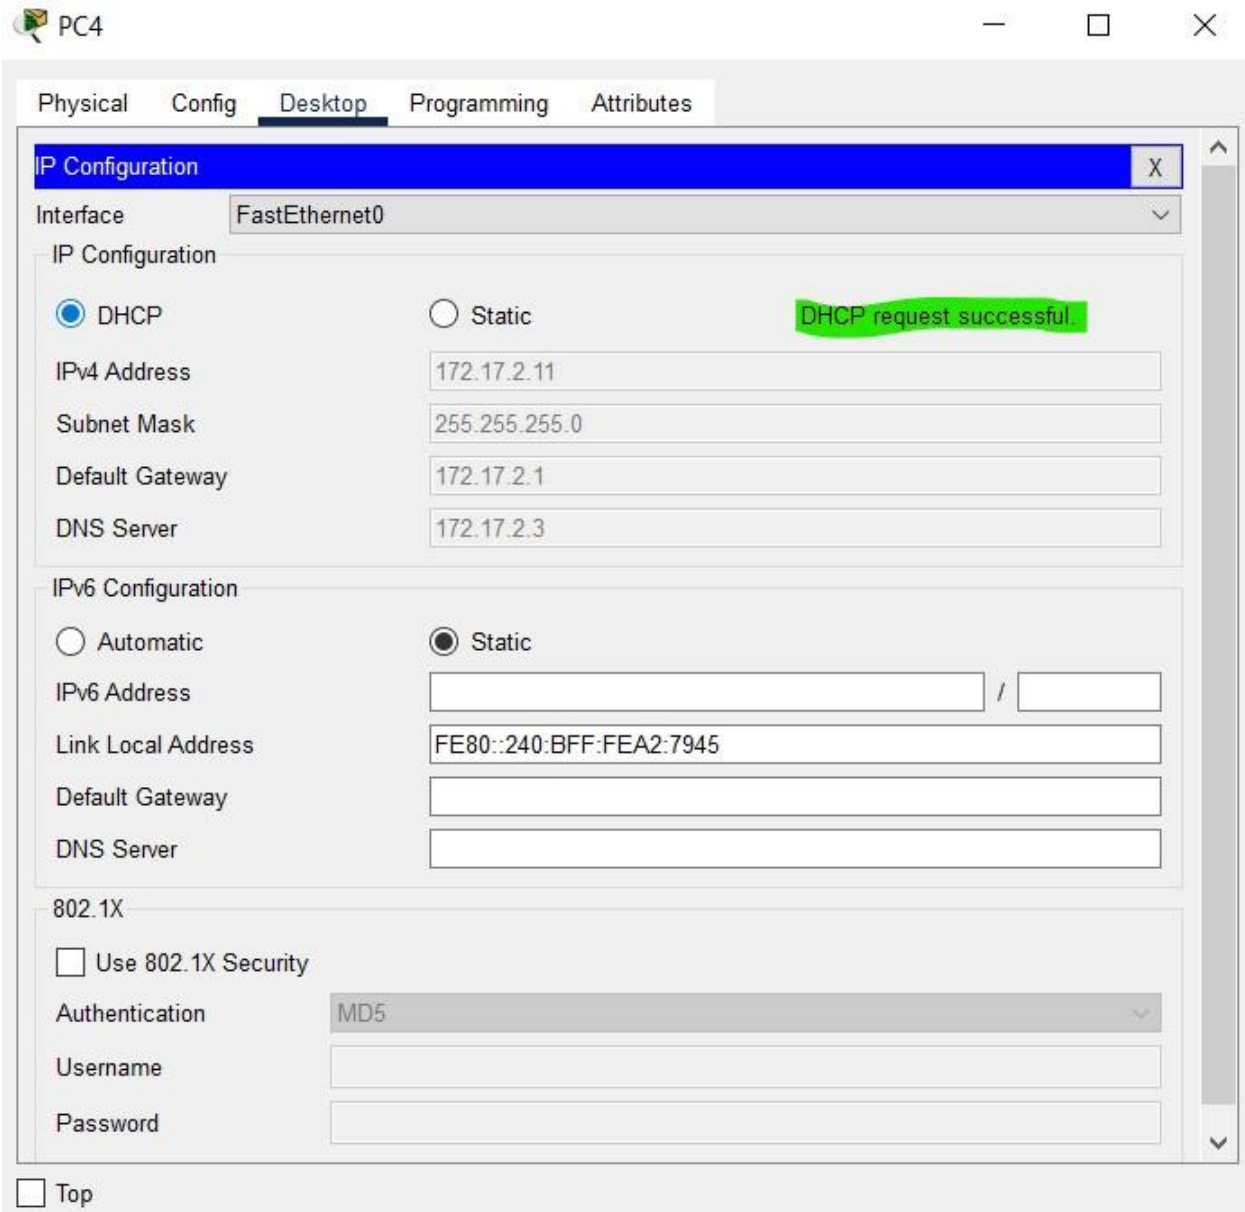 PC4
Physical Config Desktop Programming Attributes
IP Configuration X
Interface FastEthernet0
IP Configuration
DHCP Static DHCP request successful.
IPv4 Address 172.17.2.11
Subnet Mask 255.255.255.0
Default Gateway 172.17.2.1
DNS Server 172.17.2.3
IPv6 Configuration
Automatic Static
IPv6 Address /
Link Local Address FE80::240:BFF:FEA2:7945
Default Gateway
DNS Server
802.1X
Use 802.1X Security
Authentication MD5
Username
Password
Top